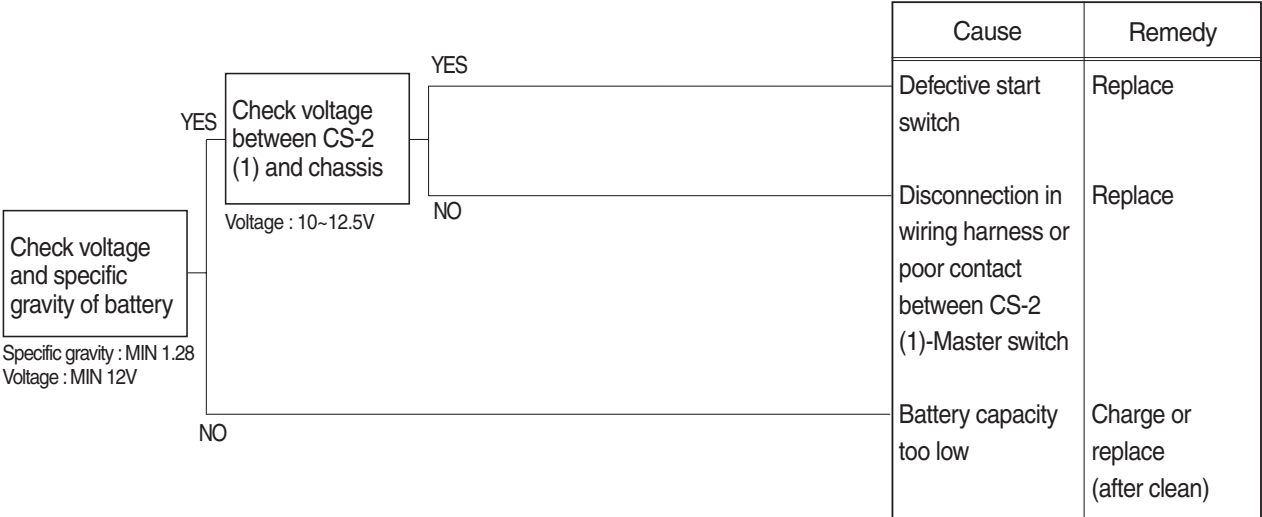 Cause
Remedy
YES
Defective start
switch
Replace
YES
Check voltage
between CS-2
(1) and chassis
Voltage : 10~12.5V
NO
Disconnection in
wiring harness or
poor contact
between CS-2
(1)-Master switch
Replace
Check voltage
and specific
gravity of battery
Specific gravity : MIN 1.28
Voltage : MIN 12V
NO
Battery capacity
too low
Charge or
replace
(after clean)